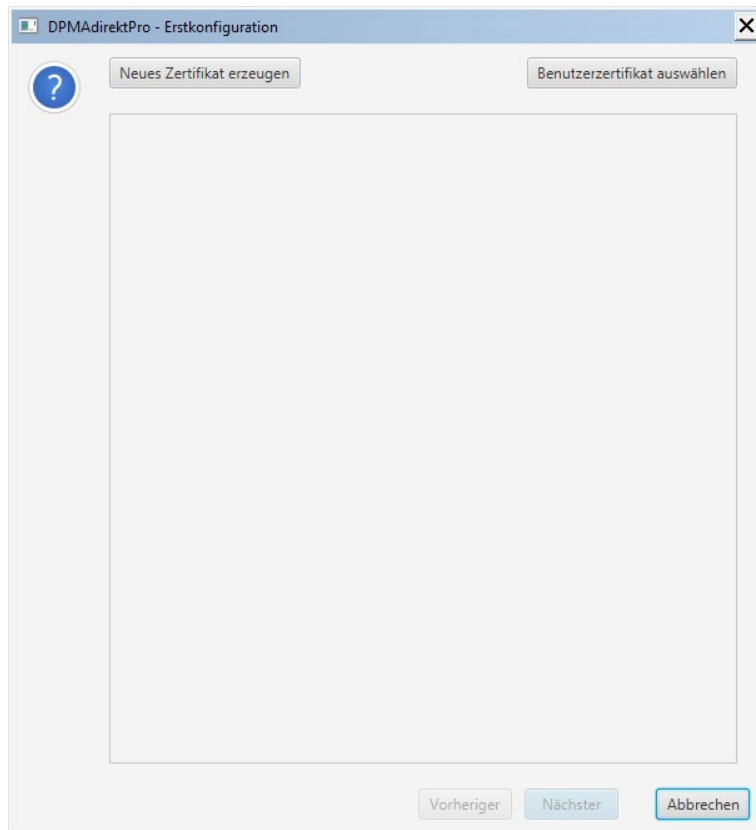 DPMAdirektPro - Erstkonfiguration
Neues Zertifikat erzeugen
Benutzerzertifikat auswählen
Vorheriger
Nächster
Abbrechen